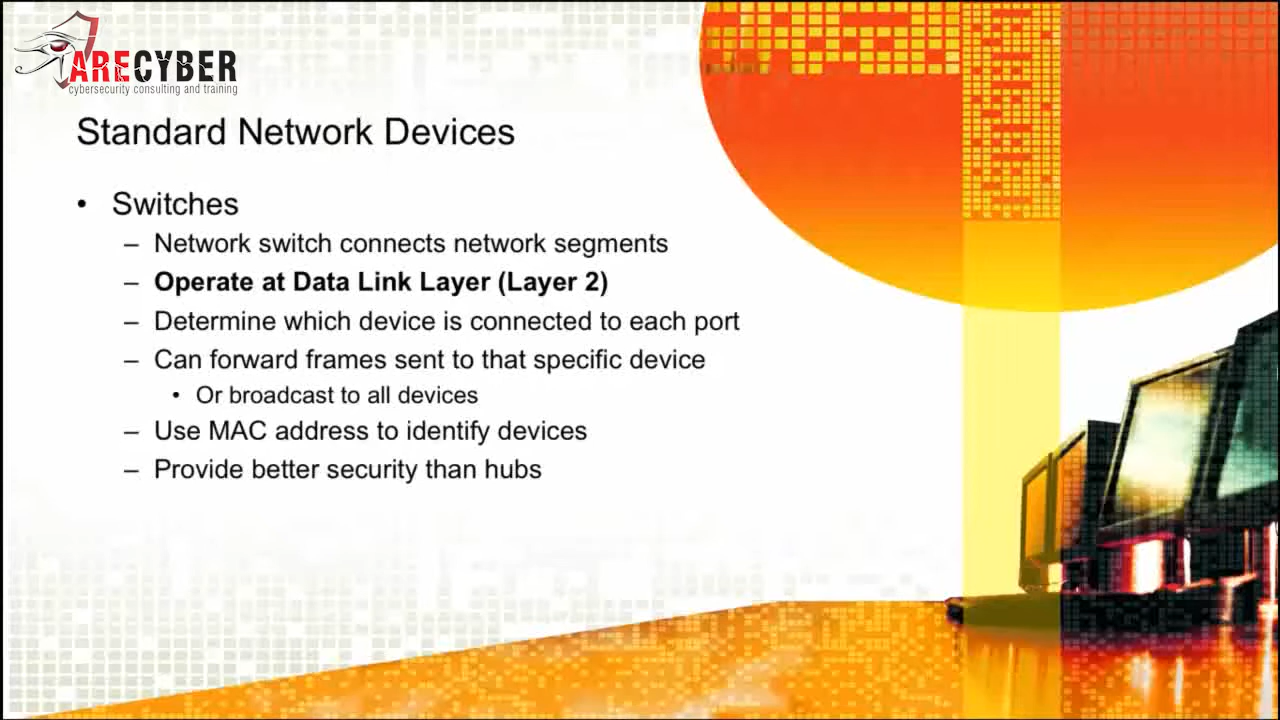 ARECYBER
cybersecurity consulting and training
Standard Network Devices
• Switches
– Network switch connects network segments
– Operate at Data Link Layer (Layer 2)
– Determine which device is connected to each port
– Can forward frames sent to that specific device
• Or broadcast to all devices
– Use MAC address to identify devices
– Provide better security than hubs